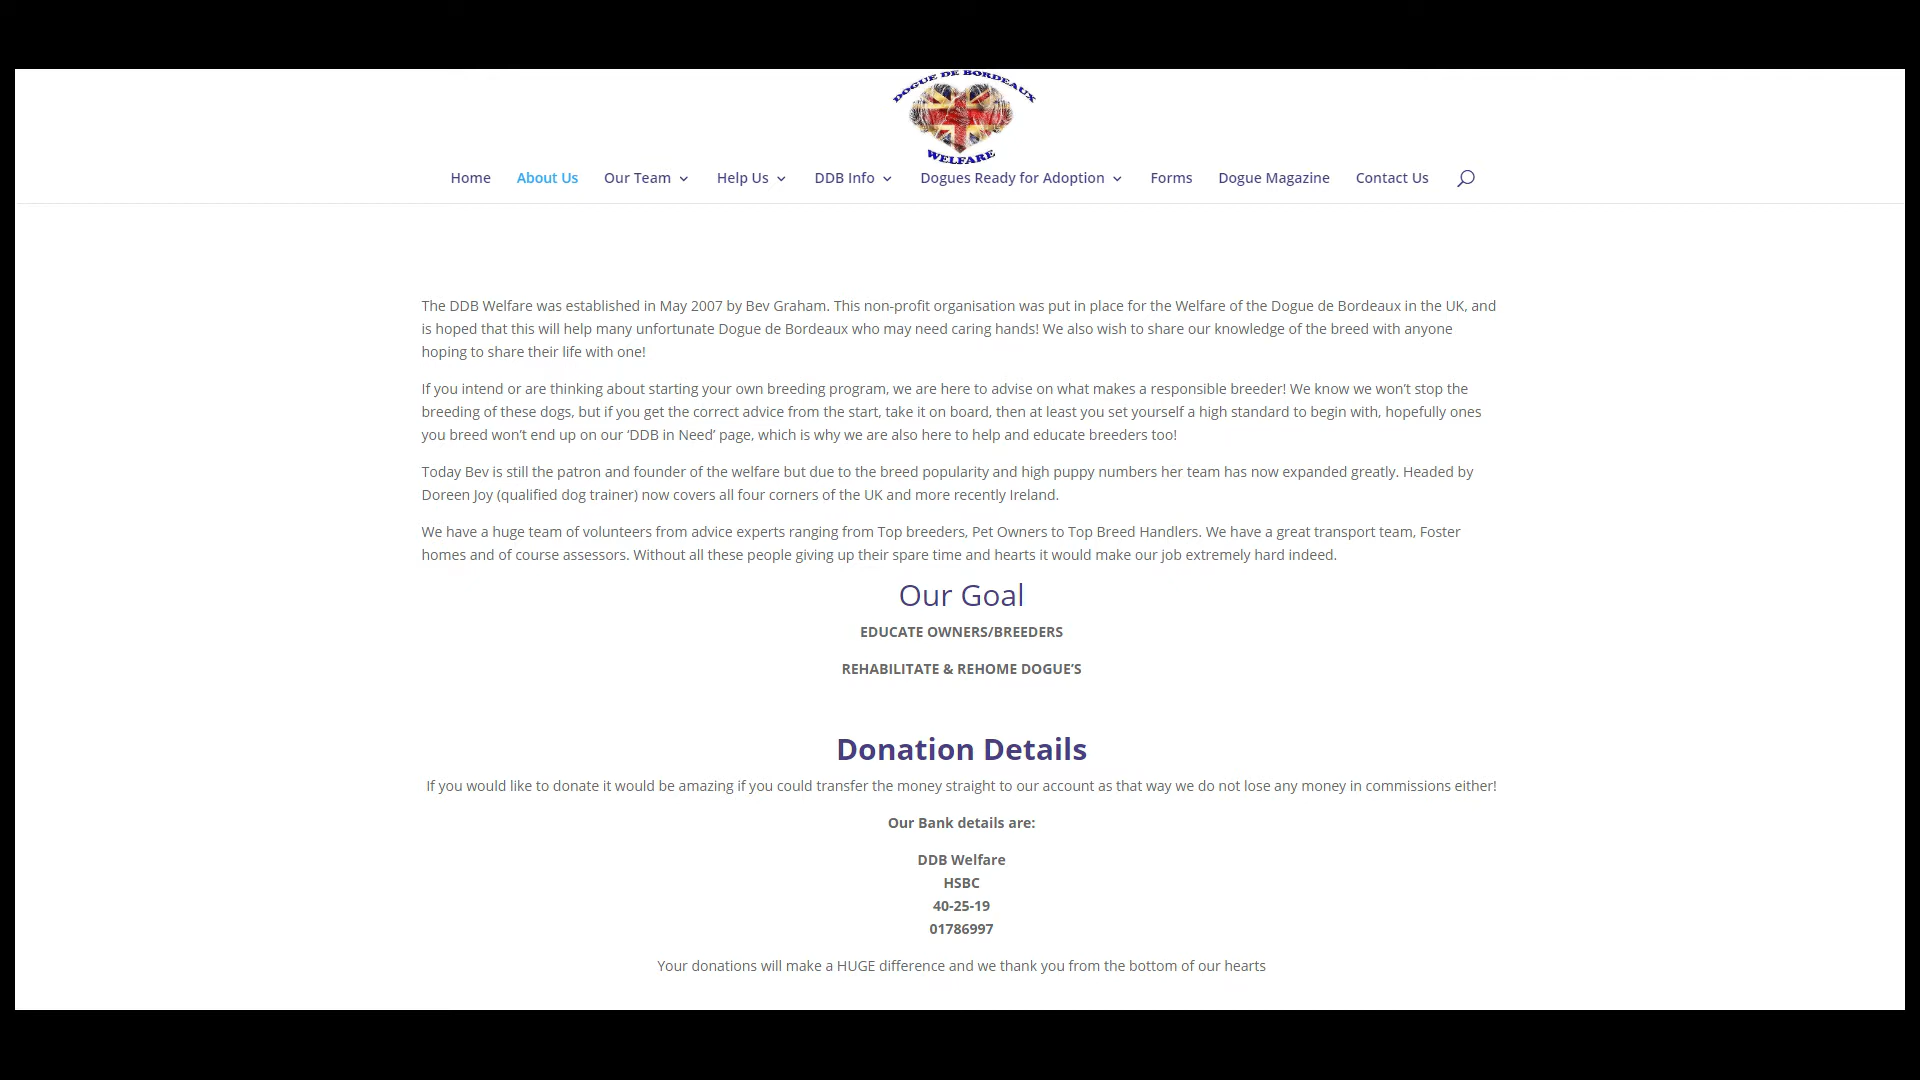 DOGUE DE BORDEAUX
WELFARE
Home About Us Our Team Help Us DDB Info Dogues Ready for Adoption Forms Dogue Magazine Contact Us
The DDB Welfare was established in May 2007 by Bev Graham. This non-profit organisation was put in place for the Welfare of the Dogue de Bordeaux in the UK, and
is hoped that this will help many unfortunate Dogue de Bordeaux who may need caring hands! We also wish to share our knowledge of the breed with anyone
hoping to share their life with one!
If you intend or are thinking about starting your own breeding program, we are here to advise on what makes a responsible breeder! We know we won’t stop the
breeding of these dogs, but if you get the correct advice from the start, take it on board, then at least you set yourself a high standard to begin with, hopefully ones
you breed won’t end up on our ‘DDB in Need’ page, which is why we are also here to help and educate breeders too!
Today Bev is still the patron and founder of the welfare but due to the breed popularity and high puppy numbers her team has now expanded greatly. Headed by
Doreen Joy (qualified dog trainer) now covers all four corners of the UK and more recently Ireland.
We have a huge team of volunteers from advice experts ranging from Top breeders, Pet Owners to Top Breed Handlers. We have a great transport team, Foster
homes and of course assessors. Without all these people giving up their spare time and hearts it would make our job extremely hard indeed.
Our Goal
EDUCATE OWNERS/BREEDERS
REHABILITATE & REHOME DOGUE’S
Donation Details
If you would like to donate it would be amazing if you could transfer the money straight to our account as that way we do not lose any money in commissions either!
Our Bank details are:
DDB Welfare
HSBC
40-25-19
01786997
Your donations will make a HUGE difference and we thank you from the bottom of our hearts